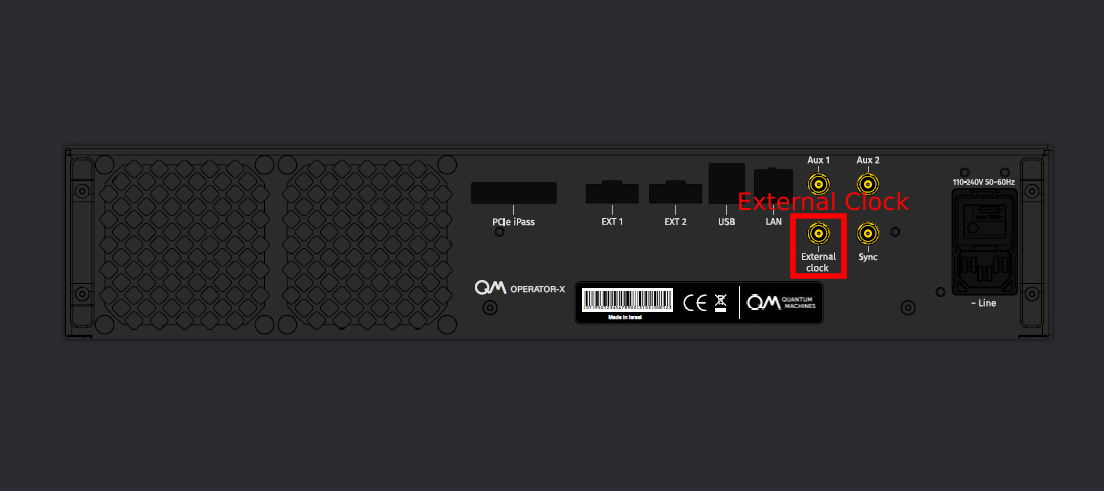 Aux 1
Aux 2
110-240V 50-60Hz
External Clock
PCIe iPass
EXT 1
EXT 2
USB
LAN
External
clock
Sync
QM OPERATOR-X
CE
QM QUANTUM
MACHINES
~ Line
Made in Israel